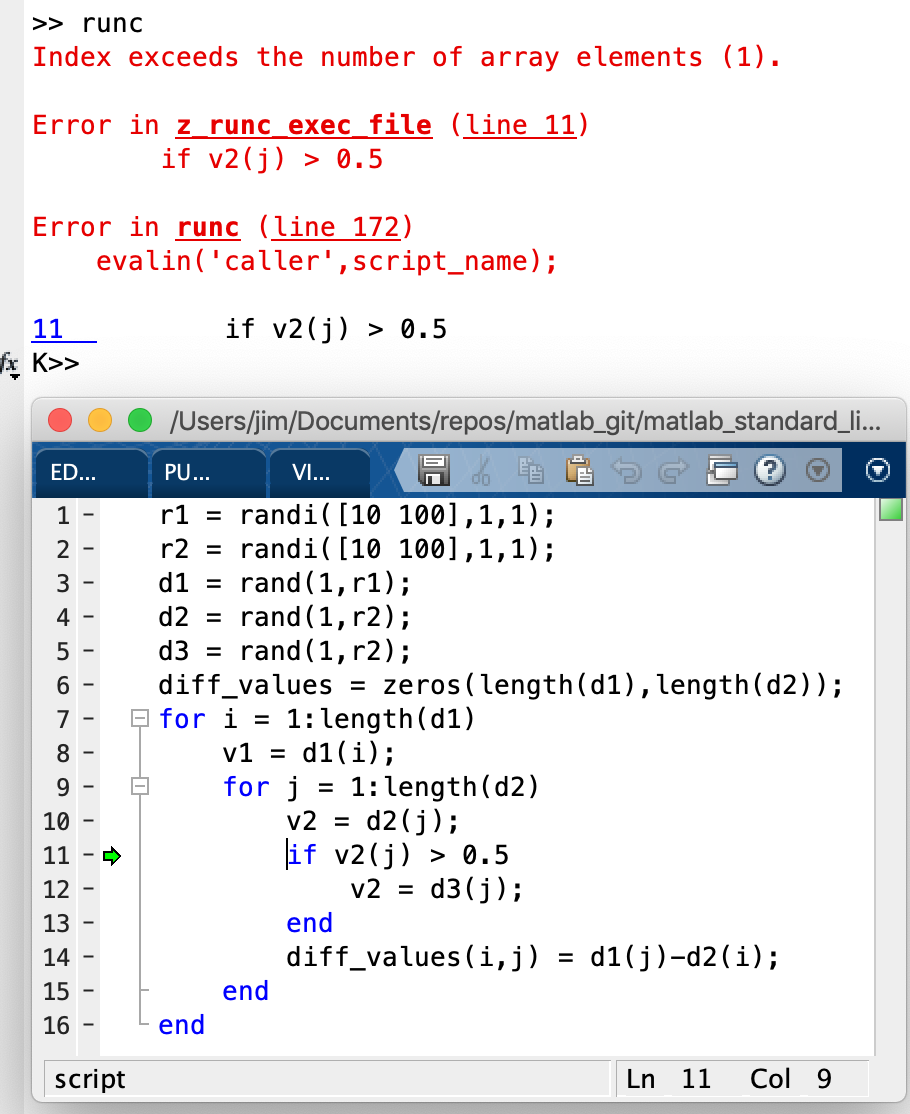 >> runc
Index exceeds the number of array elements (1).
Error in z_runc_exec_file (line 11)
if v2(j) > 0.5
Error in runc (line 172)
evalin('caller',script_name);
11 if v2(j) > 0.5
fx K>>
/Users/jim/Documents/repos/matlab_git/matlab_standard_li...
ED... PU... VI...
1 - r1 = randi([10 100],1,1);
2 - r2 = randi([10 100],1,1);
3 - d1 = rand(1,r1);
4 - d2 = rand(1,r2);
5 - d3 = rand(1,r2);
6 - diff_values = zeros(length(d1),length(d2));
7 - for i = 1:length(d1)
8 - v1 = d1(i);
9 - for j = 1:length(d2)
10 - v2 = d2(j);
11 - if v2(j) > 0.5
12 - v2 = d3(j);
13 - end
14 - diff_values(i,j) = d1(j)-d2(i);
15 - end
16 - end
script Ln 11 Col 9